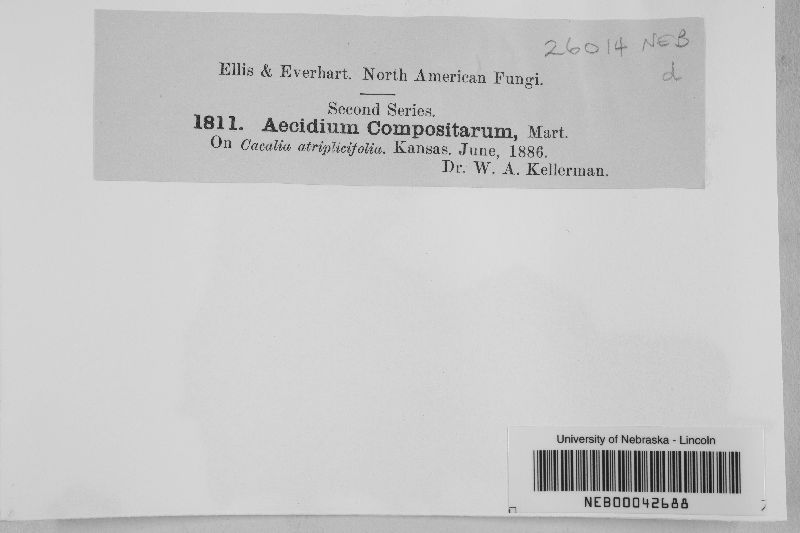 26014 NEB
d
Ellis & Everhart. North American Fungi.
Second Series.
1811. Aecidium Compositarum, Mart.
On Cacalia atriplicifolia. Kansas. June, 1886.
Dr. W. A. Kellerman.
University of Nebraska - Lincoln
NEB00042688